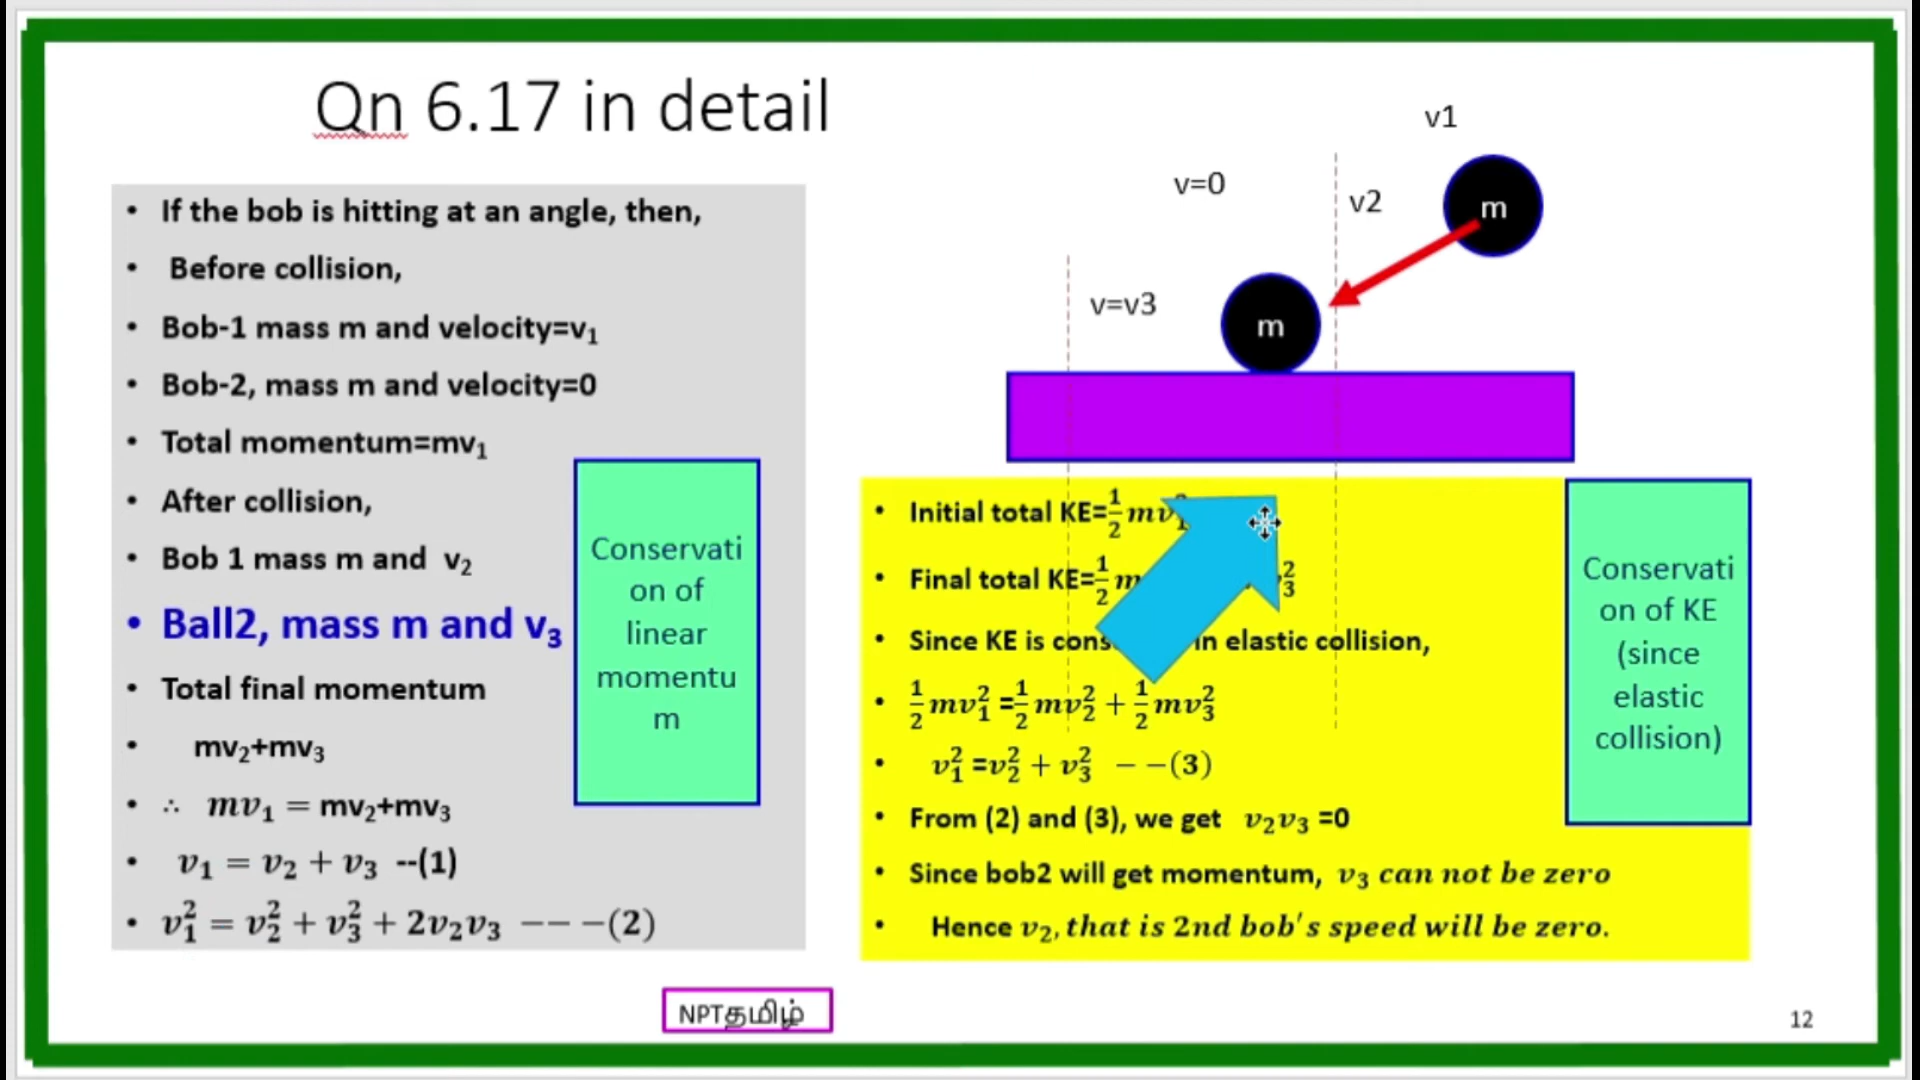 Qn 6.17 in detail
v1
v=0
v2
m
v=v3
m
• If the bob is hitting at an angle, then,
• Before collision,
• Bob-1 mass m and velocity=v₁
• Bob-2, mass m and velocity=0
• Total momentum=mv₁
• After collision,
• Bob 1 mass m and v₂
• Ball2, mass m and v₃
• Total final momentum
• mv₂+mv₃
• ∴ mv₁ = mv₂+mv₃
• v₁ = v₂ + v₃ --(1)
• v₁² = v₂² + v₃² + 2v₂v₃ −−−(2)
Conservati
on of
linear
momentu
m
• Initial total KE=½mv₁²
• Final total KE=½m ₃²
• Since KE is in elastic collision,
• ½mv₁² =½mv₂² + ½mv₃²
• v₁² =v₂² + v₃² −−(3)
• From (2) and (3), we get v₂v₃ =0
• Since bob2 will get momentum, v₃ can not be zero
• Hence v₂, that is 2nd bob′s speed will be zero.
Conservati
on of KE
(since
elastic
collision)
NPTதமிழ்
12